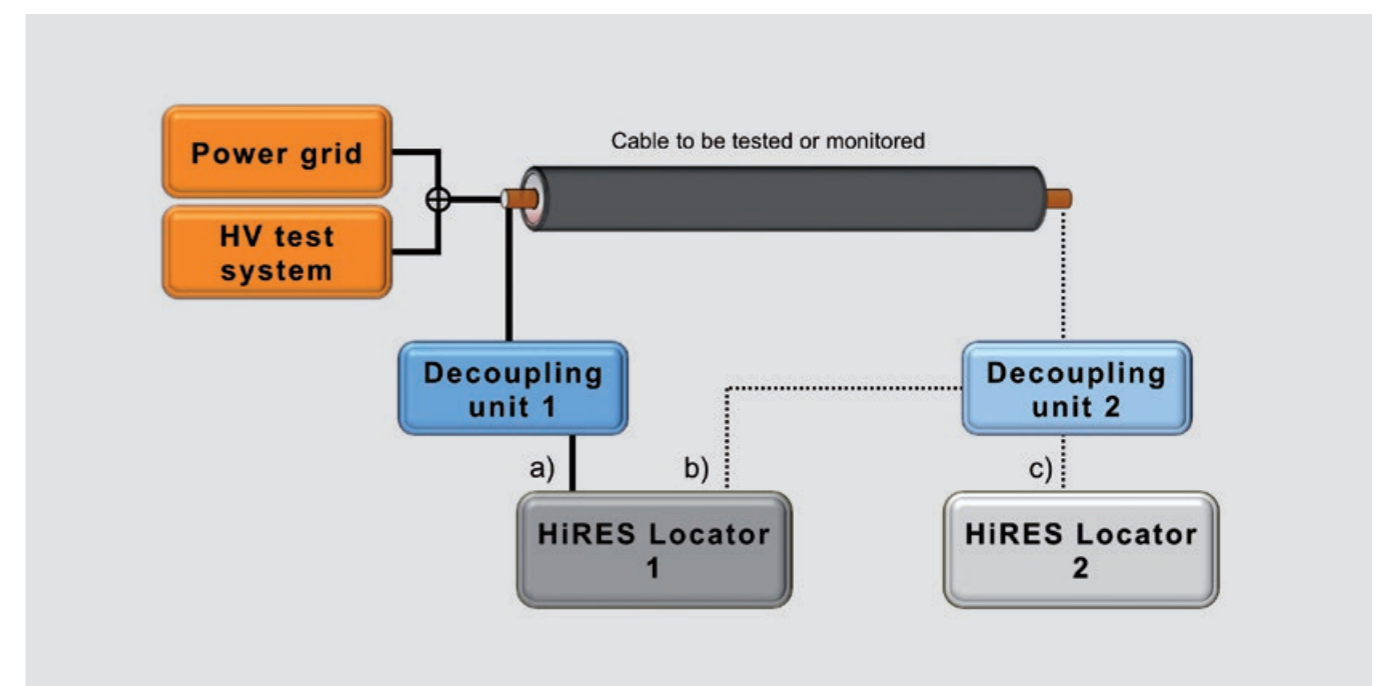 Cable to be tested or monitored
Power grid
HV test
system
Decoupling
unit 1
Decoupling
unit 2
a)
b)
c)
HiRES Locator
1
HiRES Locator
2